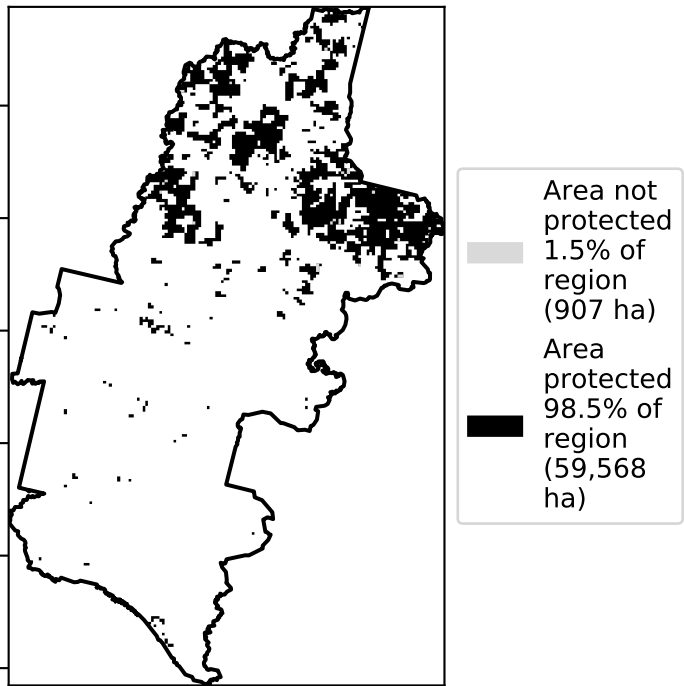 Area not
protected
1.5% of
region
(907 ha)
Area
protected
98.5% of
region
(59,568
ha)